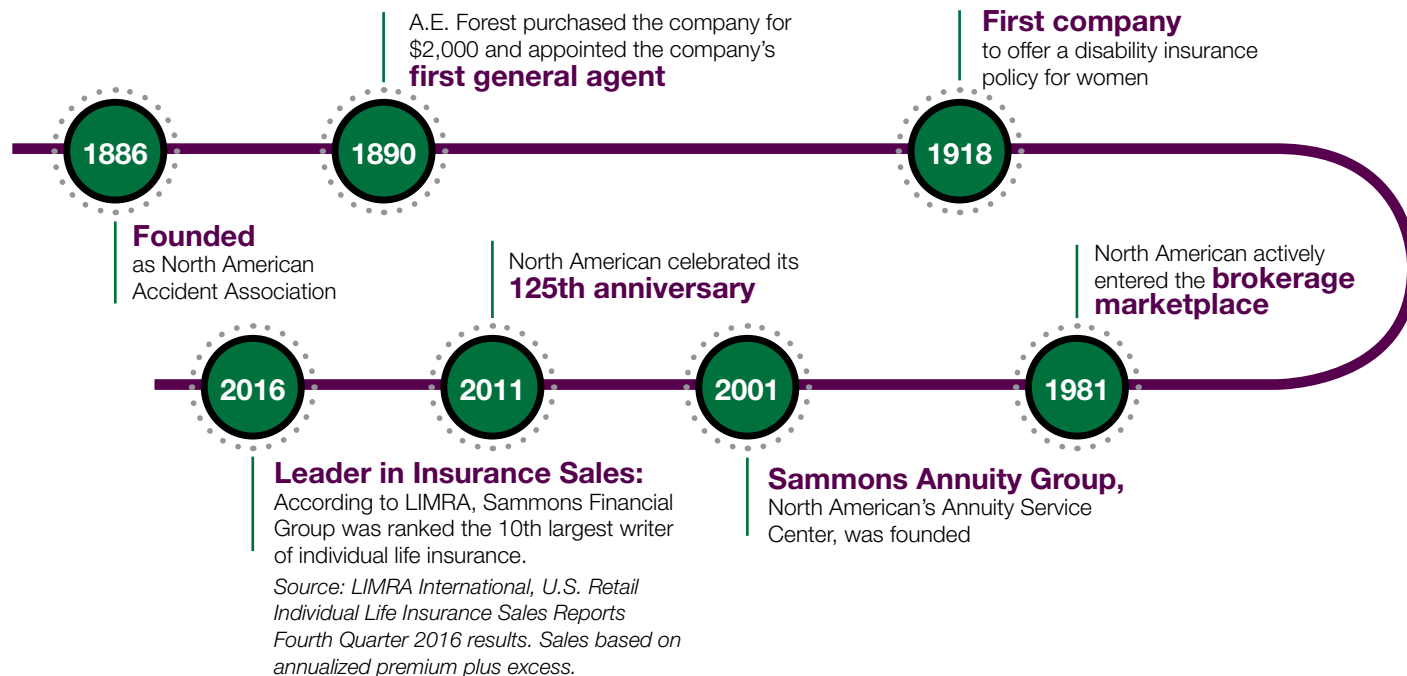 1886
Founded
as North American
Accident Association
1890
A.E. Forest purchased the company for
$2,000 and appointed the company’s
first general agent
1918
First company
to offer a disability insurance
policy for women
1981
North American actively
entered the brokerage
marketplace
2001
Sammons Annuity Group,
North American’s Annuity Service
Center, was founded
2011
North American celebrated its
125th anniversary
2016
Leader in Insurance Sales:
According to LIMRA, Sammons Financial
Group was ranked the 10th largest writer
of individual life insurance.
Source: LIMRA International, U.S. Retail
Individual Life Insurance Sales Reports
Fourth Quarter 2016 results. Sales based on
annualized premium plus excess.